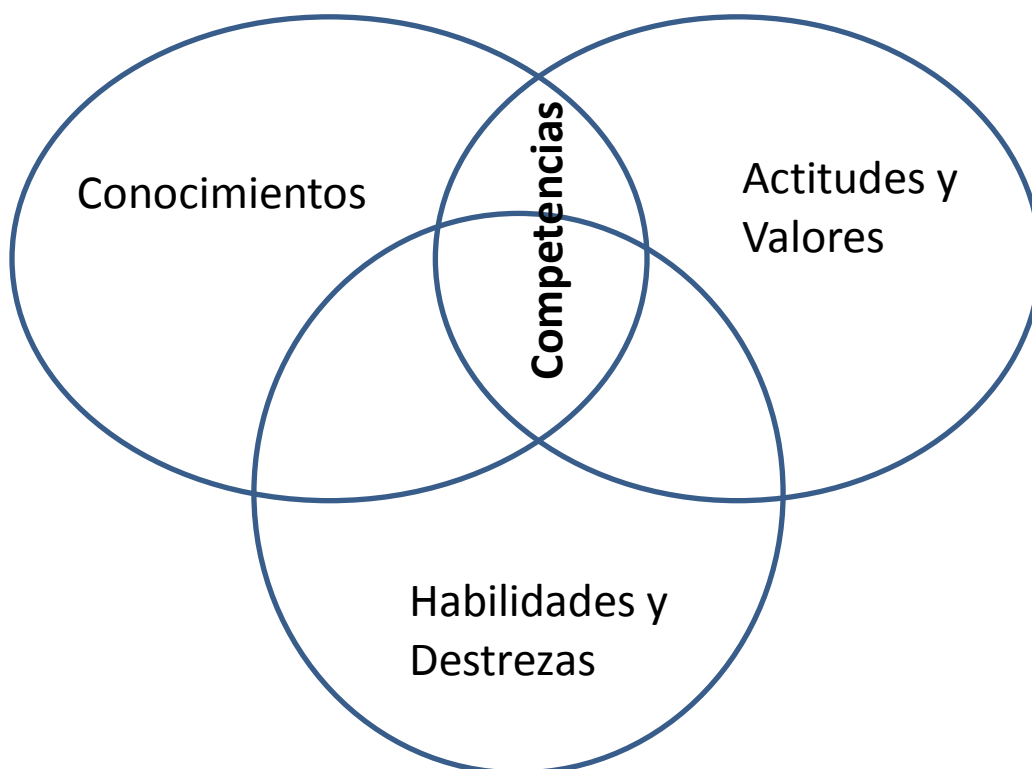 Conocimientos
Competencias
Actitudes y
Valores
Habilidades y
Destrezas